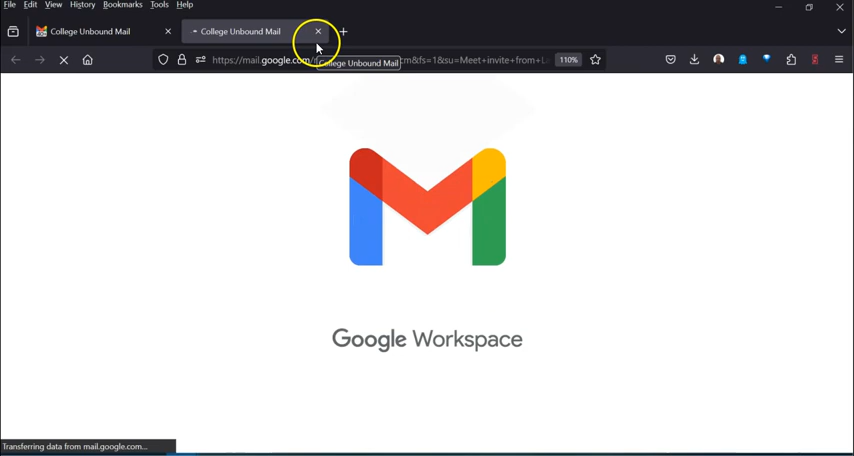 File Edit View History Bookmarks Tools Help
College Unbound Mail College Unbound Mail
https://mail.google.com/ cm&fs=1&su=Meet+invite+from+L 110%
College Unbound Mail
Google Workspace
Transferring data from mail.google.com...